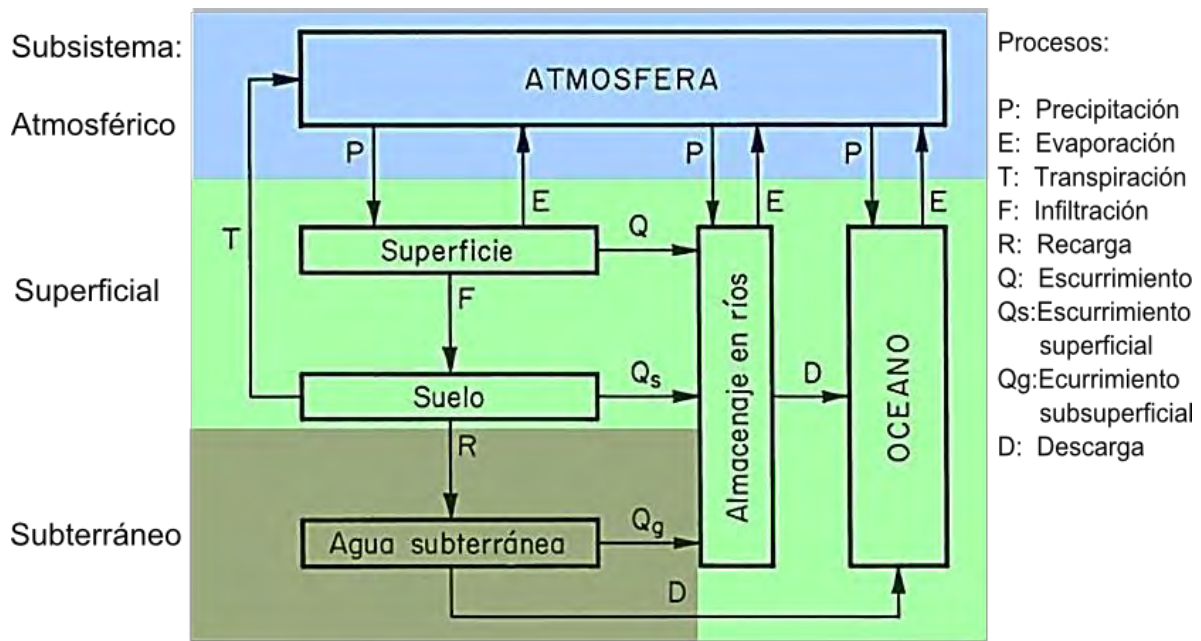 Subsistema:
Atmosférico
Superficial
Subterráneo
ATMOSFERA
P
E
P
E
P
E
T
Superficie
Q
F
Suelo
Qs
R
Agua subterránea
Qg
D
Almacenaje en ríos
D
OCEANO
Procesos:
P: Precipitación
E: Evaporación
T: Transpiración
F: Infiltración
R: Recarga
Q: Escurrimiento
Qs:Escurrimiento
superficial
Qg:Ecurrimiento
subsuperficial
D: Descarga